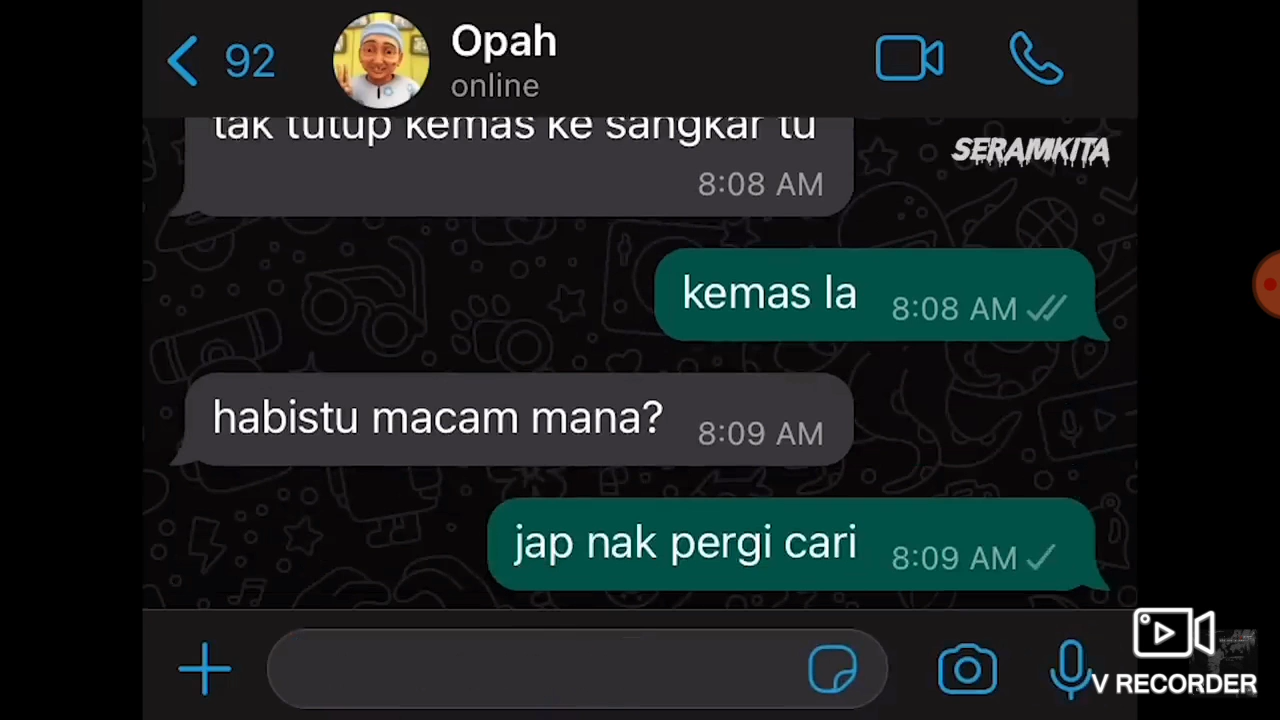 92
Opah
online
tak tutup kemas ke sangkar tu
8:08 AM
SERAMKITA
kemas la 8:08 AM
habistu macam mana? 8:09 AM
jap nak pergi cari 8:09 AM
V RECORDER